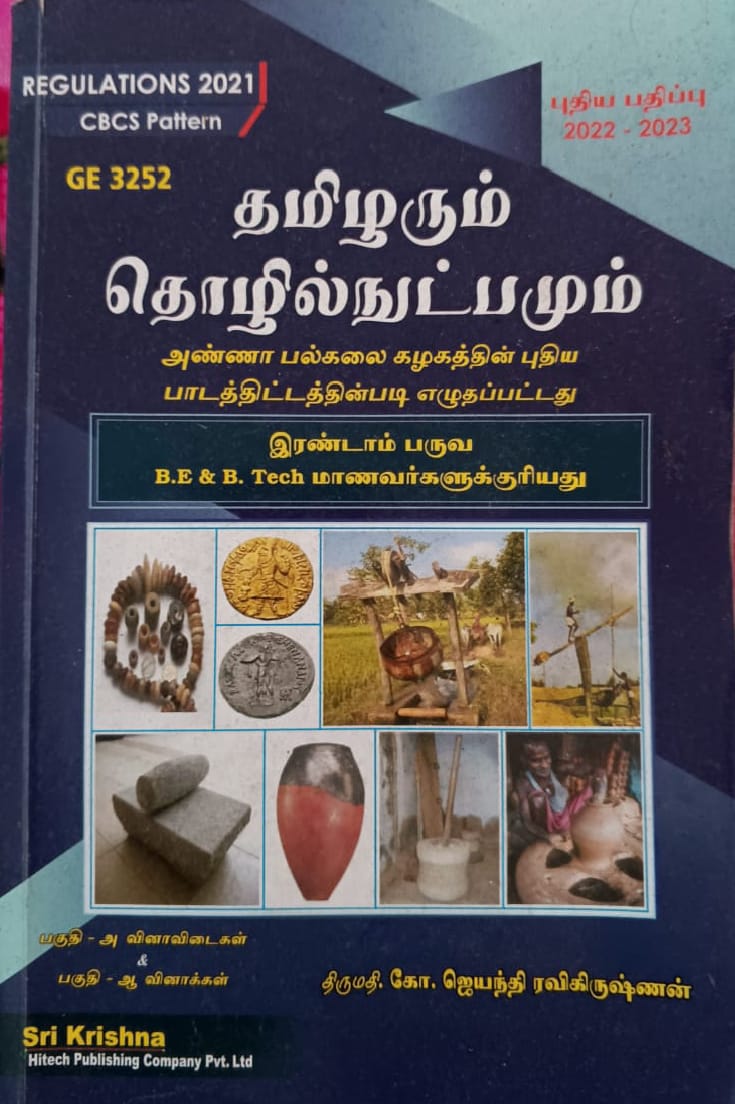 REGULATIONS 2021
CBCS Pattern
புதிய பதிப்பு
2022 - 2023
GE 3252
தமிழரும்
தொழில்நுட்பமும்
அண்ணா பல்கலை கழகத்தின் புதிய
பாடத்திட்டத்தின்படி எழுதப்பட்டது
இரண்டாம் பருவ
B.E & B. Tech மாணவர்களுக்குரியது
பகுதி - அ வினாவிடைகள்
&
பகுதி - ஆ வினாக்கள்
திருமதி. கோ. ஜெயந்தி ரவிகிருஷ்ணன்
Sri Krishna
Hitech Publishing Company Pvt. Ltd